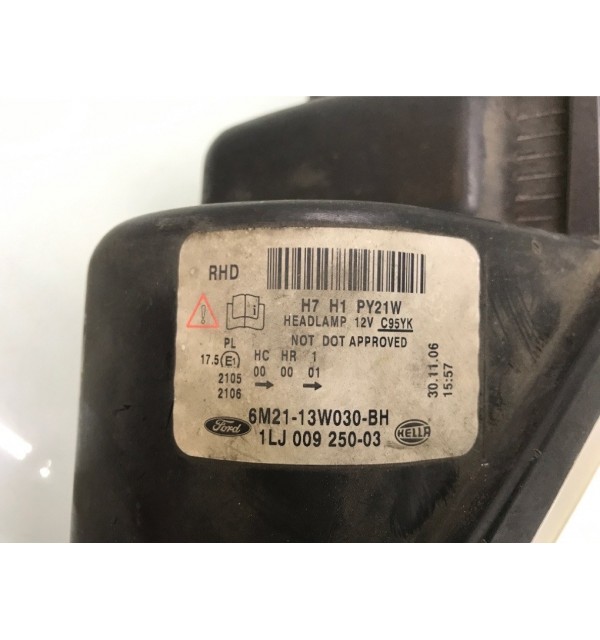 RHD
H7 H1 PY21W
HEADLAMP 12V C95YK
NOT DOT APPROVED
PL HC HR 1
17.5 E1 00 00 01
2105
2106
30.11.06
15:57
Ford 6M21-13W030-BH
1LJ 009 250-03 HELLA